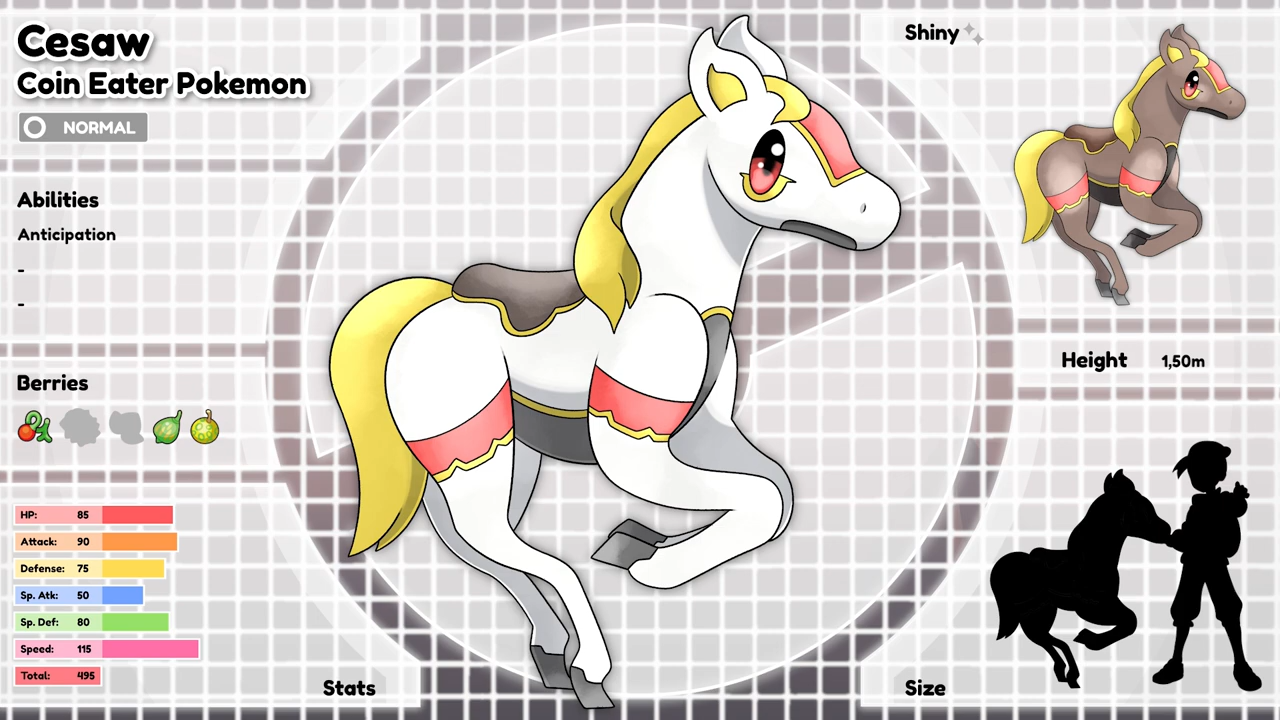 Cesaw
Coin Eater Pokemon
NORMAL
Abilities
Anticipation
-
-
Berries
HP: 85
Attack: 90
Defense: 75
Sp. Atk: 50
Sp. Def: 80
Speed: 115
Total: 495
Stats
Shiny
Height 1,50m
Size